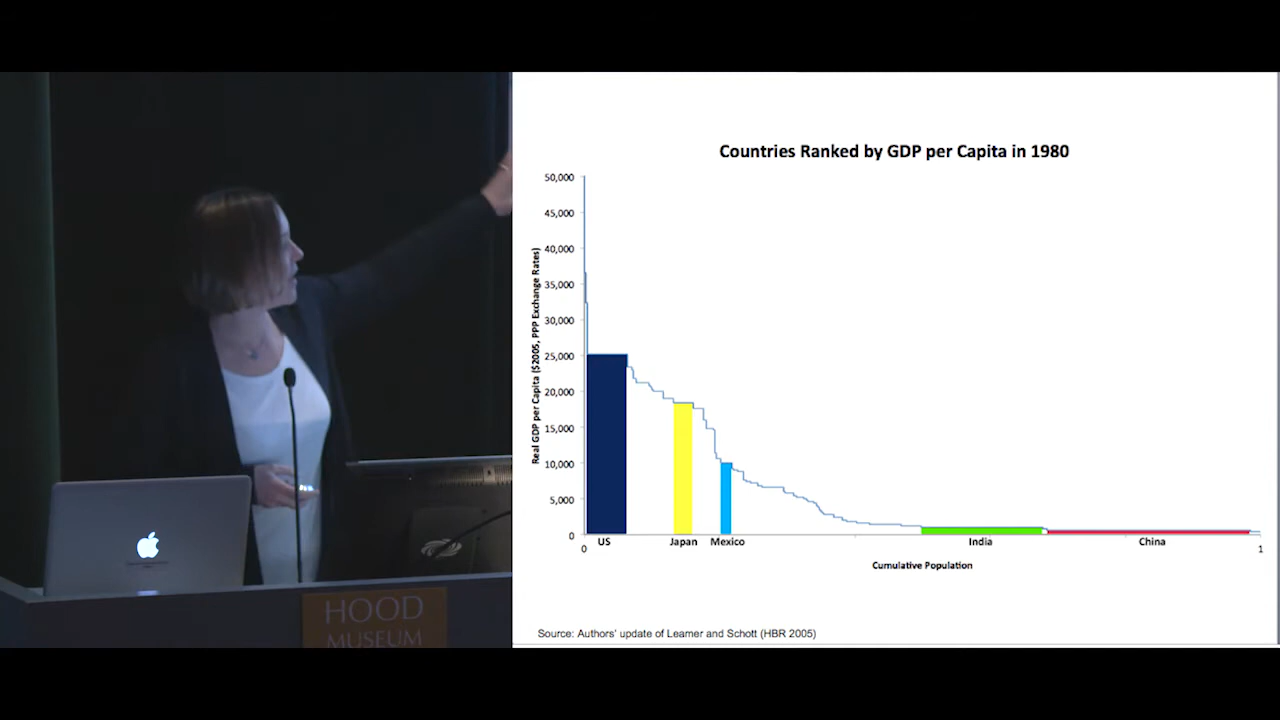 Countries Ranked by GDP per Capita in 1980
Real GDP per Capita ($2005, PPP Exchange Rates)
50,000
45,000
40,000
35,000
30,000
25,000
20,000
15,000
10,000
5,000
0
US
Japan
Mexico
India
China
0
1
Cumulative Population
Source: Authors' update of Leamer and Schott (HBR 2005)
HOOD
MUSEUM